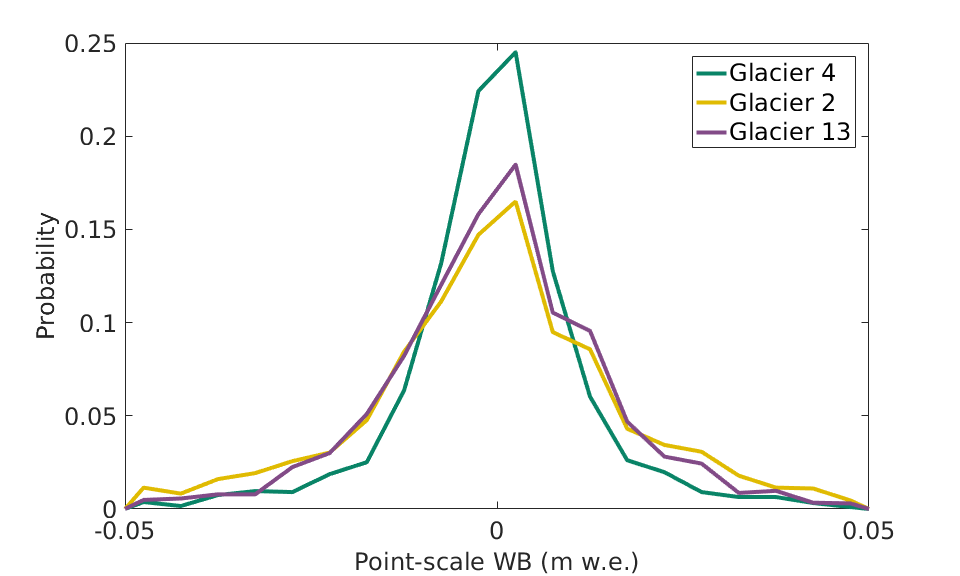 0.25
0.2
0.15
0.1
0.05
0
-0.05
0
0.05
Probability
Point-scale WB (m w.e.)
Glacier 4
Glacier 2
Glacier 13